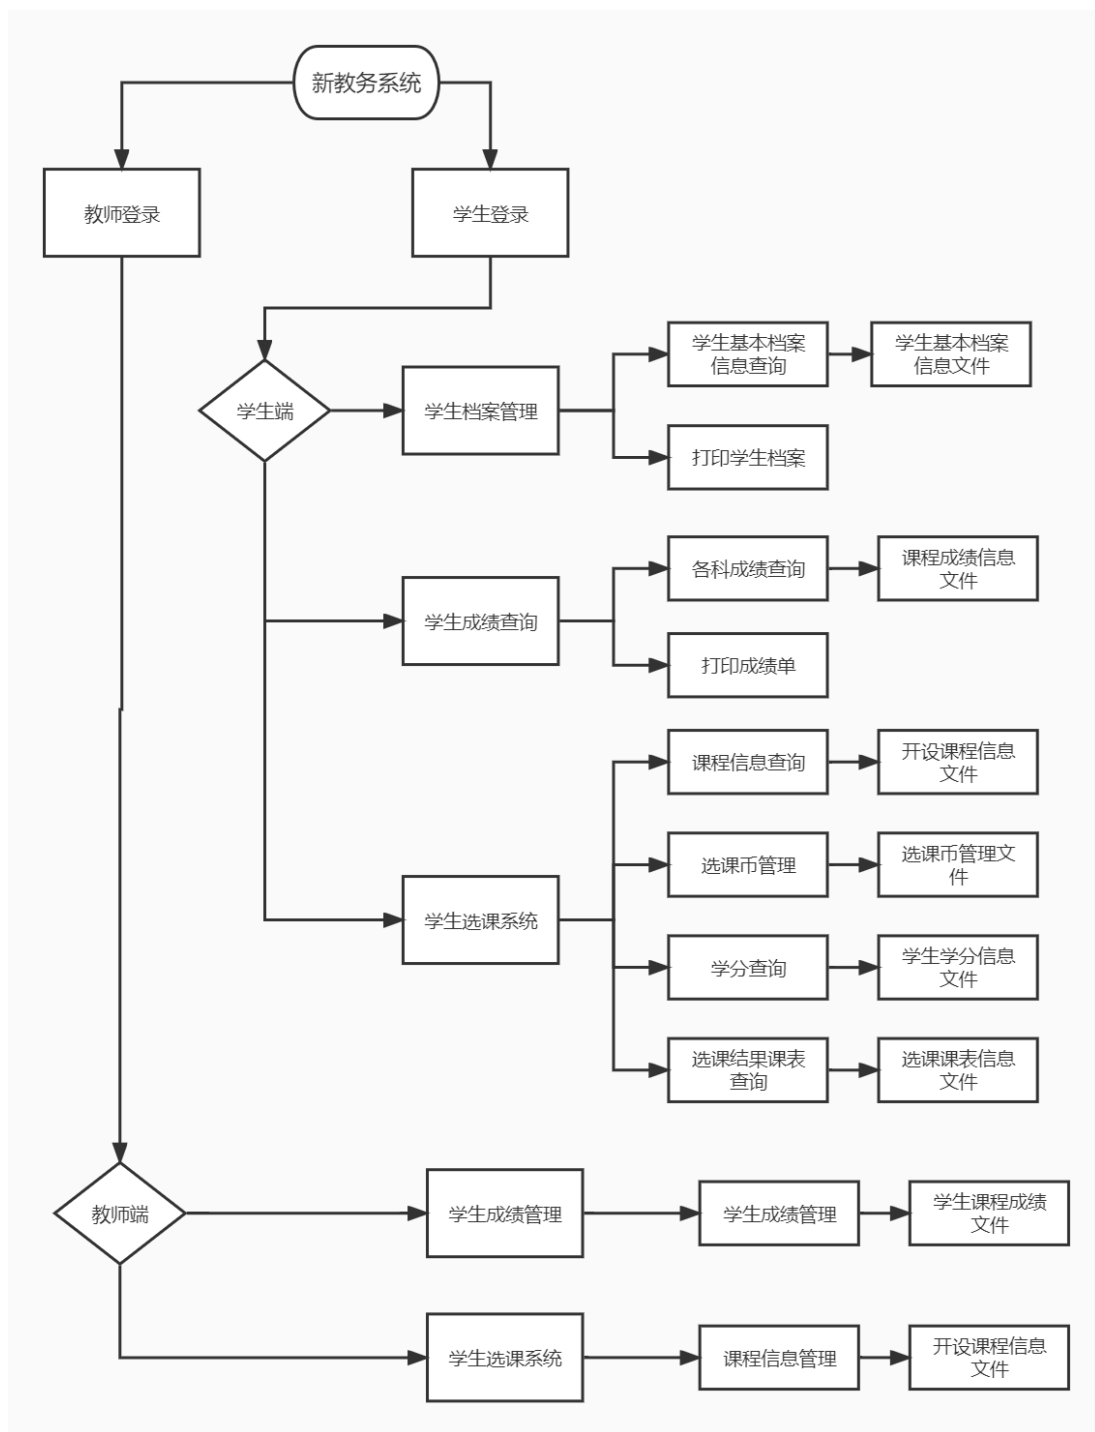 新教务系统
教师登录
学生登录
学生基本档案
信息查询
学生基本档案
信息文件
学生端
学生档案管理
打印学生档案
各科成绩查询
课程成绩信息
文件
学生成绩查询
打印成绩单
课程信息查询
开设课程信息
文件
选课币管理
选课币管理文
件
学生选课系统
学分查询
学生学分信息
文件
选课结果课表
查询
选课课表信息
文件
教师端
学生成绩管理
学生成绩管理
学生课程成绩
文件
学生选课系统
课程信息管理
开设课程信息
文件